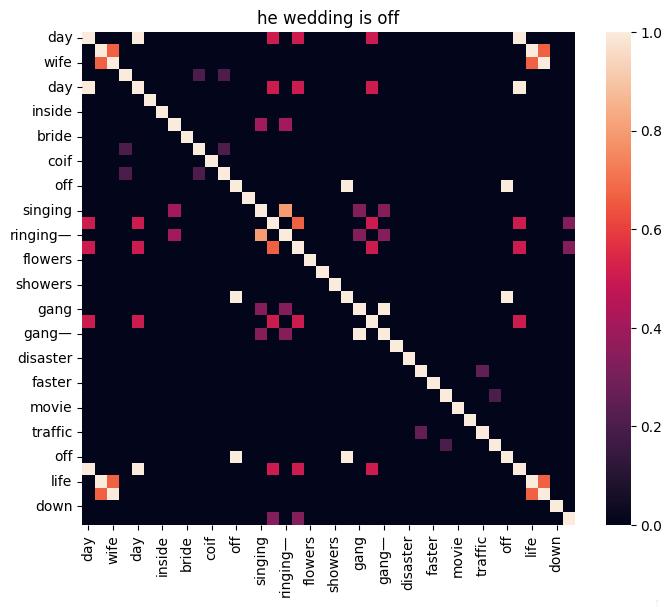 he wedding is off
day
wife
day
inside
bride
coif
off
singing
ringing—
flowers
showers
gang
gang—
disaster
faster
movie
traffic
off
life
down
1.0
0.8
0.6
0.4
0.2
0.0
day
wife
day
inside
bride
coif
off
singing
ringing—
flowers
showers
gang
gang—
disaster
faster
movie
traffic
off
life
down